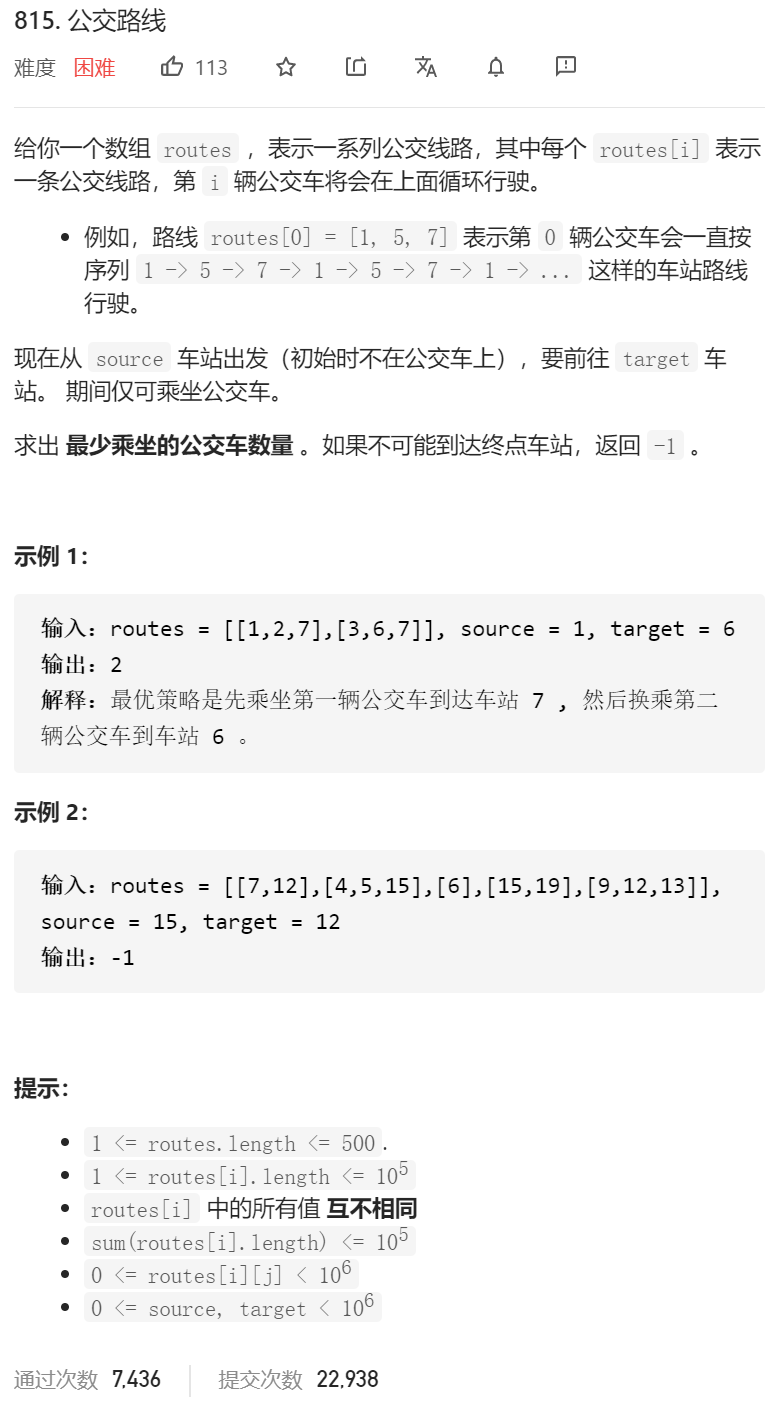 815. 公交路线
难度 困难 113
给你一个数组 routes ，表示一系列公交线路，其中每个 routes[i] 表示
一条公交线路，第 i 辆公交车将会在上面循环行驶。
• 例如，路线 routes[0] = [1, 5, 7] 表示第 0 辆公交车会一直按
序列 1 -> 5 -> 7 -> 1 -> 5 -> 7 -> 1 -> ... 这样的车站路线
行驶。
现在从 source 车站出发（初始时不在公交车上），要前往 target 车
站。 期间仅可乘坐公交车。
求出 最少乘坐的公交车数量 。如果不可能到达终点车站，返回 -1 。
示例 1：
输入：routes = [[1,2,7],[3,6,7]], source = 1, target = 6
输出：2
解释：最优策略是先乘坐第一辆公交车到达车站 7 , 然后换乘第二
辆公交车到车站 6 。
示例 2：
输入：routes = [[7,12],[4,5,15],[6],[15,19],[9,12,13]],
source = 15, target = 12
输出：-1
提示：
• 1 <= routes.length <= 500.
• 1 <= routes[i].length <= 10⁵
• routes[i] 中的所有值 互不相同
• sum(routes[i].length) <= 10⁵
• 0 <= routes[i][j] < 10⁶
• 0 <= source, target < 10⁶
通过次数 7,436 提交次数 22,938